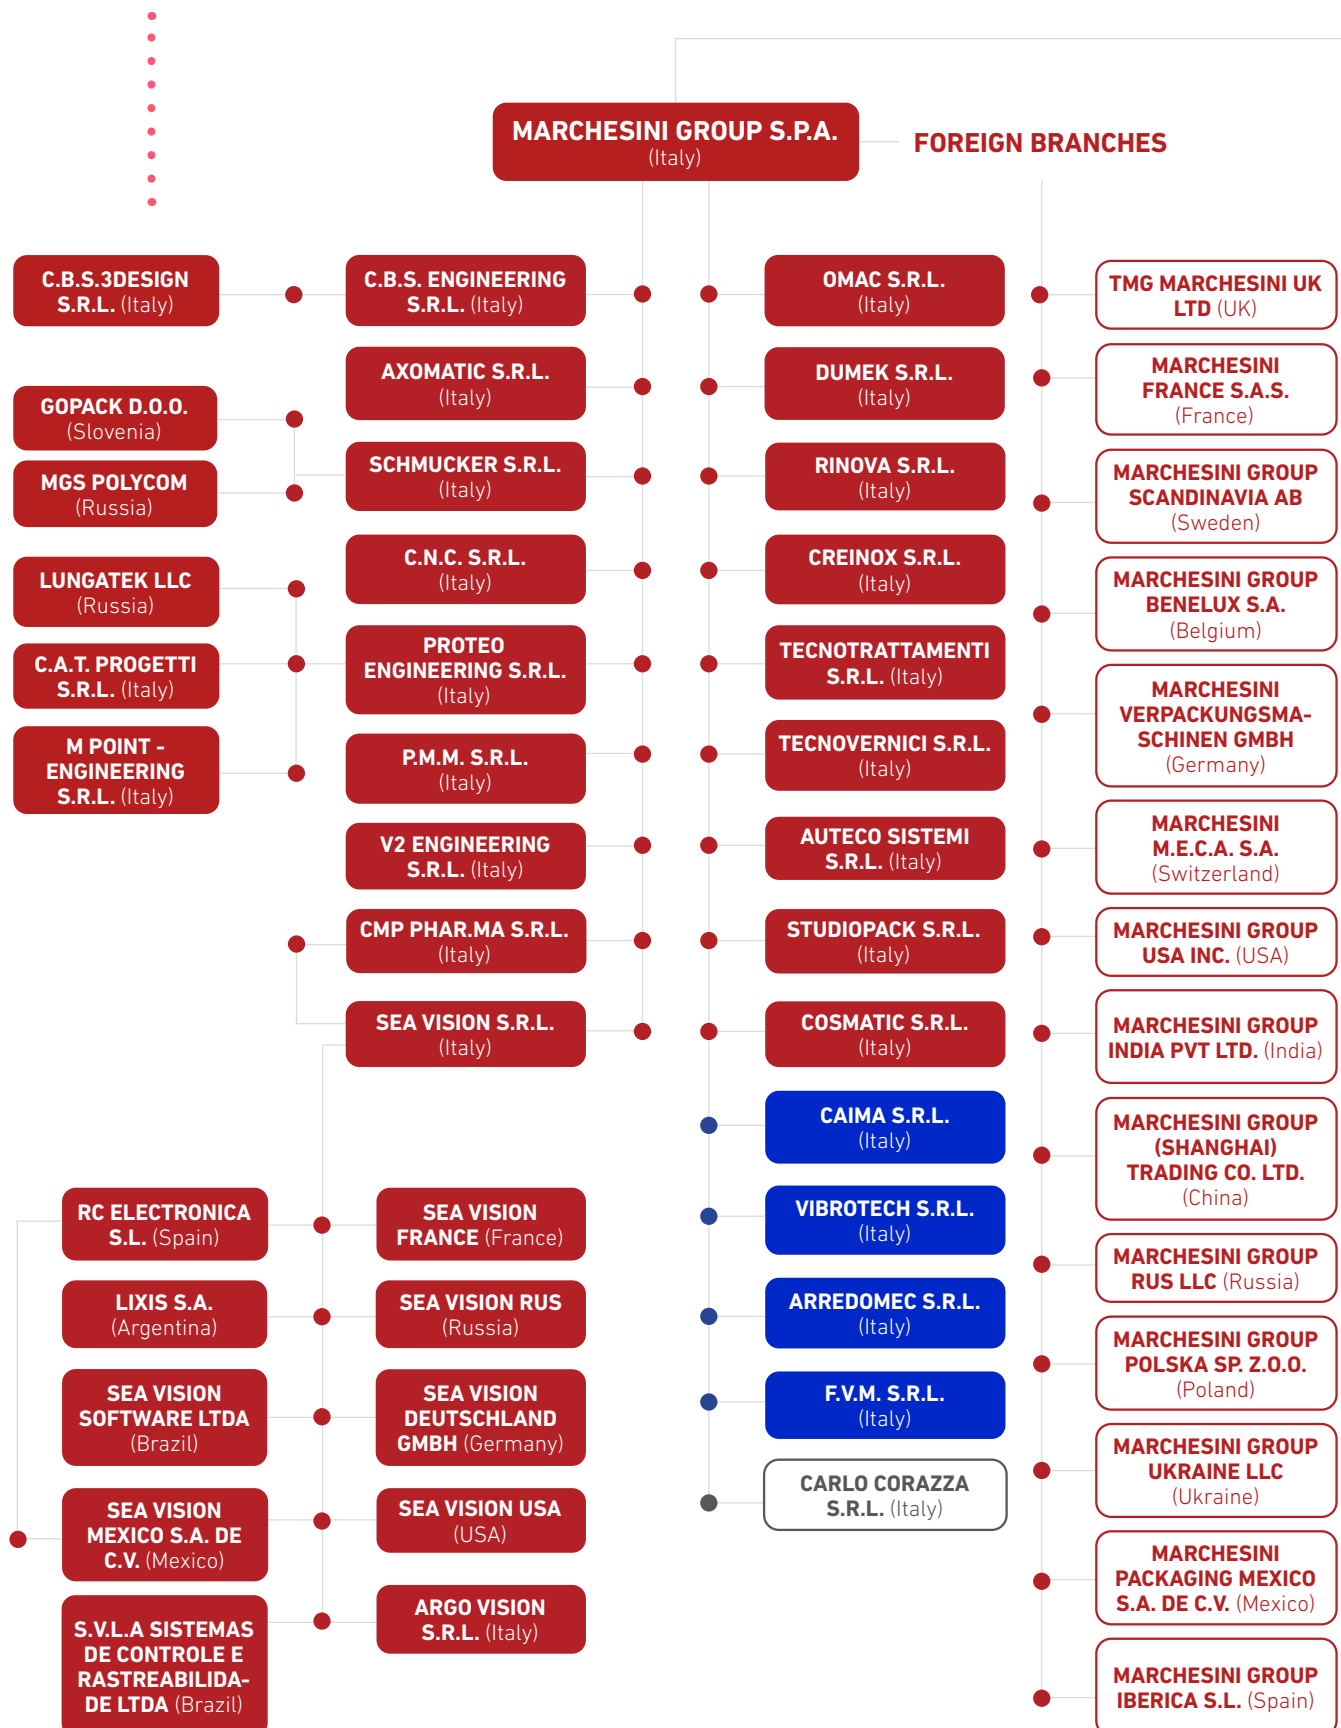 MARCHESINI GROUP S.P.A.
(Italy)
FOREIGN BRANCHES
C.B.S.3DESIGN
S.R.L. (Italy)
GOPACK D.O.O.
(Slovenia)
MGS POLYCOM
(Russia)
LUNGATEK LLC
(Russia)
C.A.T. PROGETTI
S.R.L. (Italy)
M POINT -
ENGINEERING
S.R.L. (Italy)
C.B.S. ENGINEERING
S.R.L. (Italy)
AXOMATIC S.R.L.
(Italy)
SCHMUCKER S.R.L.
(Italy)
C.N.C. S.R.L.
(Italy)
PROTEO
ENGINEERING S.R.L.
(Italy)
P.M.M. S.R.L.
(Italy)
V2 ENGINEERING
S.R.L. (Italy)
CMP PHAR.MA S.R.L.
(Italy)
SEA VISION S.R.L.
(Italy)
RC ELECTRONICA
S.L. (Spain)
LIXIS S.A.
(Argentina)
SEA VISION
SOFTWARE LTDA
(Brazil)
SEA VISION
MEXICO S.A. DE
C.V. (Mexico)
S.V.L.A SISTEMAS
DE CONTROLE E
RASTREABILIDA-
DE LTDA (Brazil)
SEA VISION
FRANCE (France)
SEA VISION RUS
(Russia)
SEA VISION
DEUTSCHLAND
GMBH (Germany)
SEA VISION USA
(USA)
ARGO VISION
S.R.L. (Italy)
OMAC S.R.L.
(Italy)
DUMEK S.R.L.
(Italy)
RINOVA S.R.L.
(Italy)
CREINOX S.R.L.
(Italy)
TECNOTRATTAMENTI
S.R.L. (Italy)
TECNOVERNICI S.R.L.
(Italy)
AUTECO SISTEMI
S.R.L. (Italy)
STUDIOPACK S.R.L.
(Italy)
COSMATIC S.R.L.
(Italy)
CAIMA S.R.L.
(Italy)
VIBROTECH S.R.L.
(Italy)
ARREDOMEC S.R.L.
(Italy)
F.V.M. S.R.L.
(Italy)
CARLO CORAZZA
S.R.L. (Italy)
TMG MARCHESINI UK
LTD (UK)
MARCHESINI
FRANCE S.A.S.
(France)
MARCHESINI GROUP
SCANDINAVIA AB
(Sweden)
MARCHESINI GROUP
BENELUX S.A.
(Belgium)
MARCHESINI
VERPACKUNGSMA-
SCHINEN GMBH
(Germany)
MARCHESINI
M.E.C.A. S.A.
(Switzerland)
MARCHESINI GROUP
USA INC. (USA)
MARCHESINI GROUP
INDIA PVT LTD. (India)
MARCHESINI GROUP
(SHANGHAI)
TRADING CO. LTD.
(China)
MARCHESINI GROUP
RUS LLC (Russia)
MARCHESINI GROUP
POLSKA SP. Z.O.O.
(Poland)
MARCHESINI GROUP
UKRAINE LLC
(Ukraine)
MARCHESINI
PACKAGING MEXICO
S.A. DE C.V. (Mexico)
MARCHESINI GROUP
IBERICA S.L. (Spain)